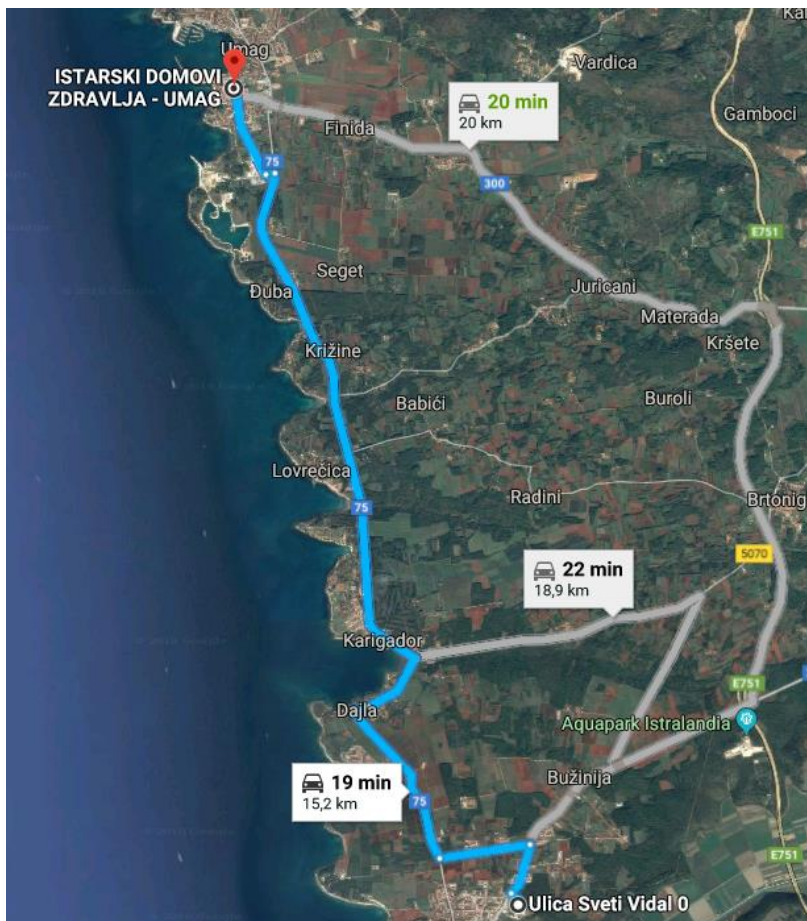 Umag
ISTARSKI DOMOVI
ZDRAVLJA - UMAG
Vardica
20 min
20 km
Finida
Gamboci
75
300
E751
Seget
Đuba
Juricani
Materada
Kršete
Križine
Babići
Buroli
Lovrečica
Radini
Brtonig
75
5070
22 min
18,9 km
Karigador
E751
Dajla
Aquapark Istralandia
Bužinija
19 min
15,2 km
75
E751
Ulica Sveti Vidal 0